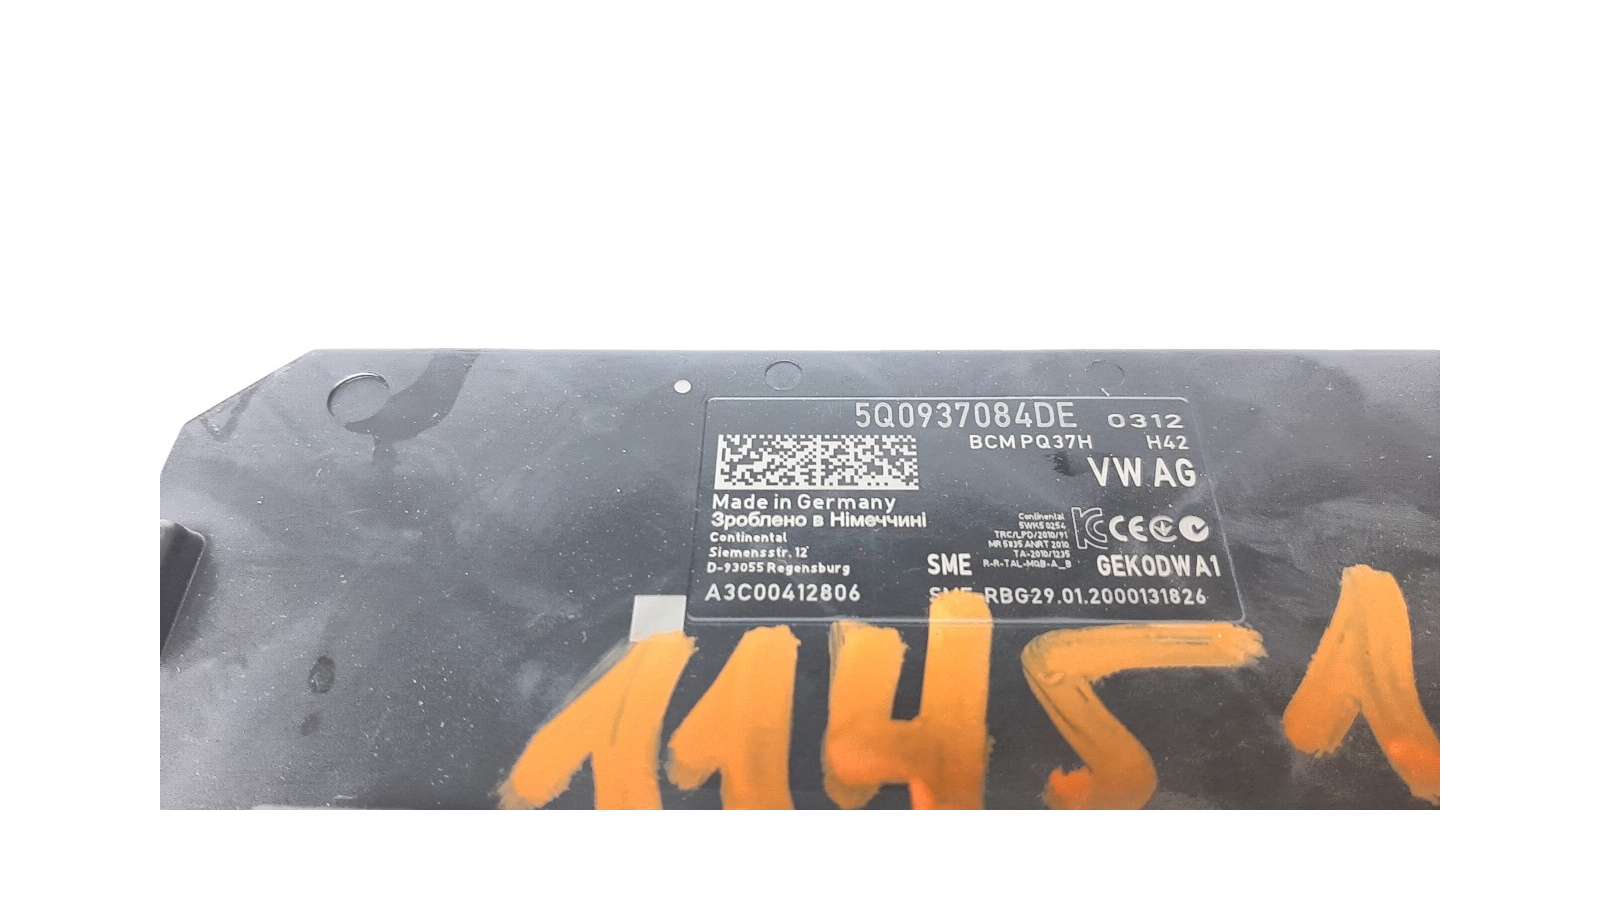 5Q0937084DE 0312
BCM PQ37H H42
VW AG
Made in Germany
Зроблено в Німеччині
Continental
Siemensstr. 12
D-93055 Regensburg
A3C00412806
Continental
5WK50254
TRC/LPD/2010/91
MR 5835 ANRT 2010
TA-2010/1235
R-R-TAL-MQB-A_B
SME GEK0DWA1
SME RBG29.01.2000131826
1145 1